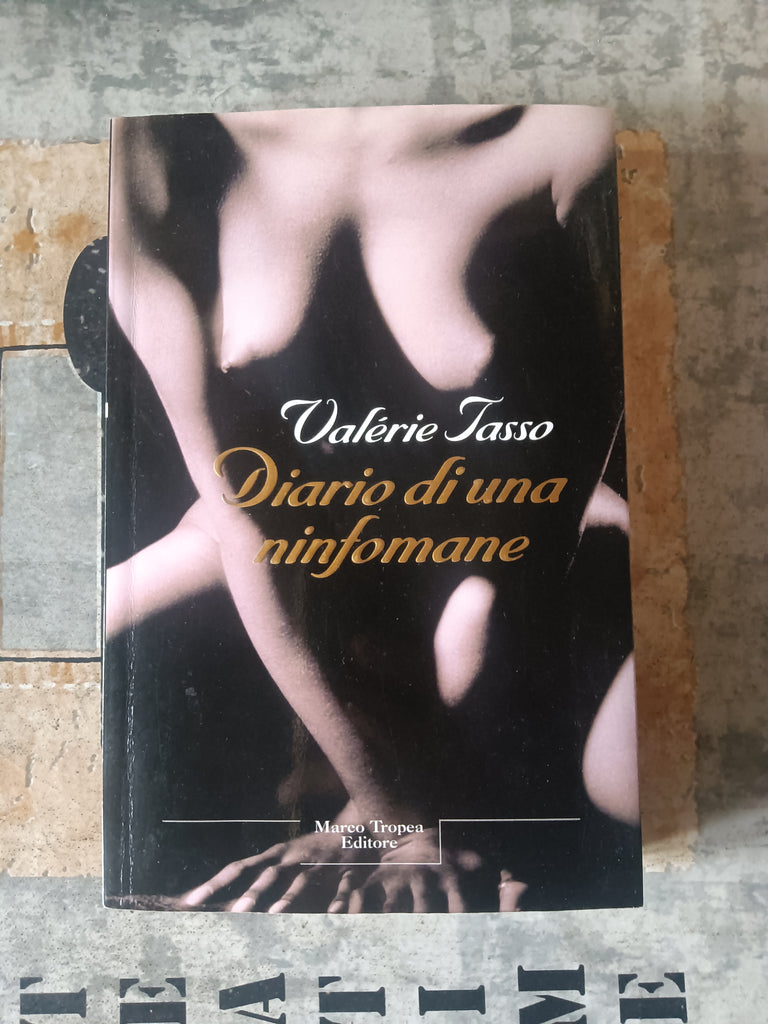 Valérie Tasso
Diario di una
ninfomane
Marco Tropea
Editore